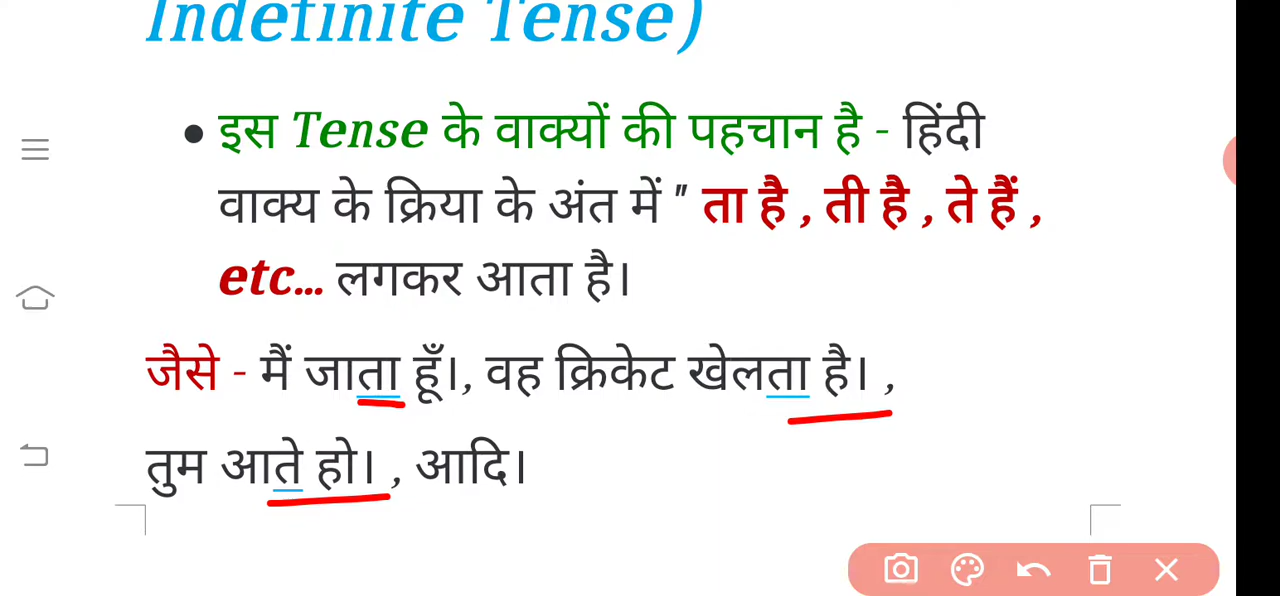 Indefinite Tense)
● इस Tense के वाक्यों की पहचान है - हिंदी
वाक्य के क्रिया के अंत में " ता है , ती है , ते हैं ,
etc... लगकर आता है।
जैसे - मैं जाता हूँ।, वह क्रिकेट खेलता है। ,
तुम आते हो। , आदि।